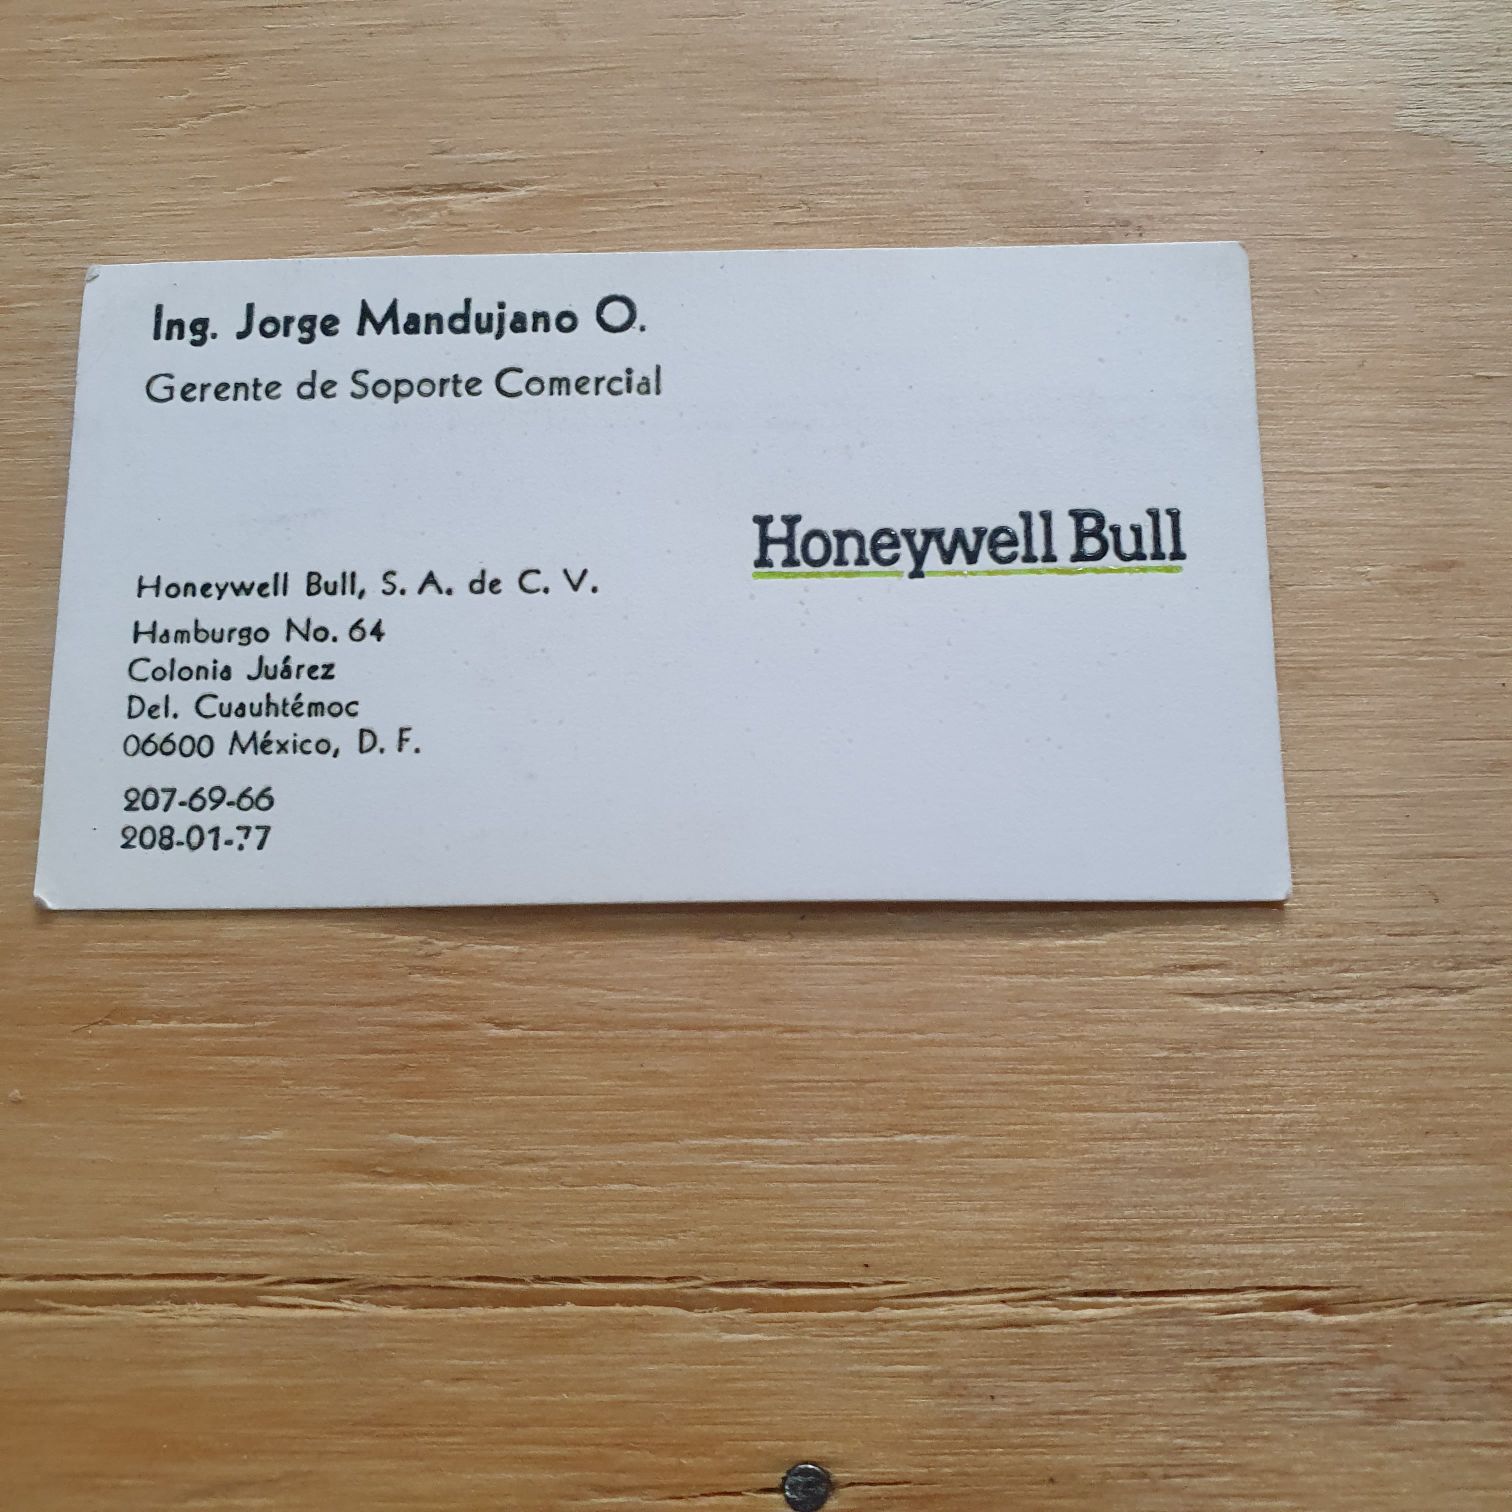 Ing. Jorge Mandujano O.
Gerente de Soporte Comercial
Honeywell Bull
Honeywell Bull, S. A. de C. V.
Hamburgo No. 64
Colonia Juárez
Del. Cuauhtémoc
06600 México, D. F.
207-69-66
208-01-77